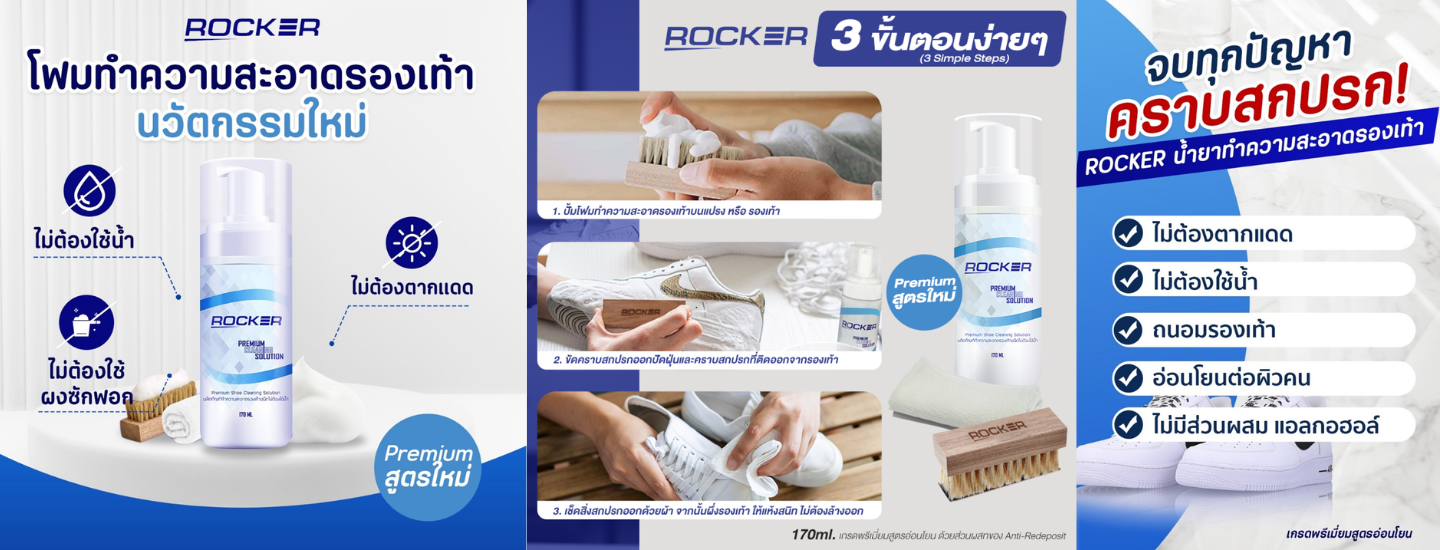 ROCKER
โฟมทำความสะอาดรองเท้า
นวัตกรรมใหม่
ไม่ต้องใช้น้ำ
ไม่ต้องตากแดด
ไม่ต้องใช้
ผงซักฟอก
ROCKER
PREMIUM
CLEANING
SOLUTION
Premium Shoe Cleaning Solution
170 ML
Premium
สูตรใหม่
ROCKER
3 ขั้นตอนง่ายๆ
(3 Simple Steps)
1. ปั๊มโฟมทำความสะอาดรองเท้าบนแปรง หรือ รองเท้า
ROCKER
ROCKER
2. ขัดคราบสกปรกออกปัดฝุ่นและคราบสกปรกที่ติดออกจากรองเท้า
3. เช็ดสิ่งสกปรกออกด้วยผ้า จากนั้นผึ่งรองเท้า ให้แห้งสนิท ไม่ต้องล้างออก
Premium
สูตรใหม่
ROCKER
PREMIUM
CLEANING
SOLUTION
Premium Shoe Cleaning Solution
170 ML
ROCKER
170ml. เกรดพรีเมี่ยมสูตรอ่อนโยน ด้วยส่วนผสมของ Anti-Redeposit
จบทุกปัญหา
คราบสกปรก!
ROCKER น้ำยาทำความสะอาดรองเท้า
ไม่ต้องตากแดด
ไม่ต้องใช้น้ำ
ถนอมรองเท้า
อ่อนโยนต่อผิวคน
ไม่มีส่วนผสม แอลกอฮอล์
เกรดพรีเมี่ยมสูตรอ่อนโยน